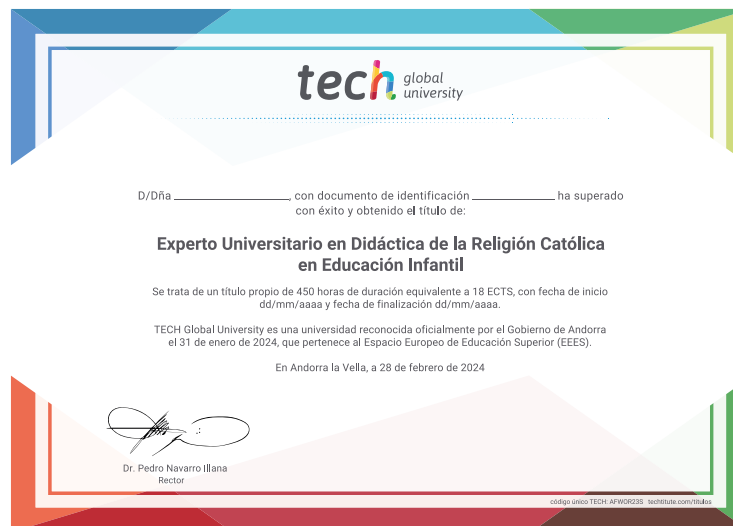 tech global university
D/Dña ____________, con documento de identificación ____________ ha superado
con éxito y obtenido el título de:
Experto Universitario en Didáctica de la Religión Católica
en Educación Infantil
Se trata de un título propio de 450 horas de duración equivalente a 18 ECTS, con fecha de inicio
dd/mm/aaaa y fecha de finalización dd/mm/aaaa.
TECH Global University es una universidad reconocida oficialmente por el Gobierno de Andorra
el 31 de enero de 2024, que pertenece al Espacio Europeo de Educación Superior (EEES).
En Andorra la Vella, a 28 de febrero de 2024
Dr. Pedro Navarro Illana
Rector
código único TECH: AFWOR23S techtitute.com/titulos